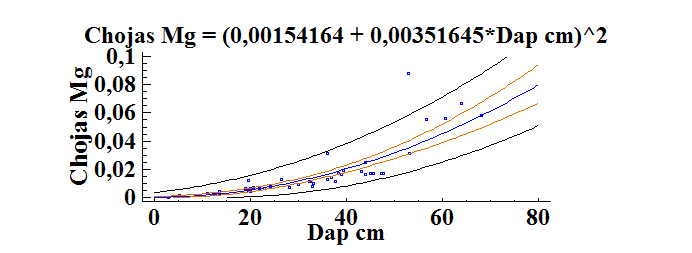 Chojas Mg = (0,00154164 + 0,00351645*Dap cm)^2
0,1
0,08
0,06
0,04
0,02
0
Chojas Mg
0 20 40 60 80
Dap cm